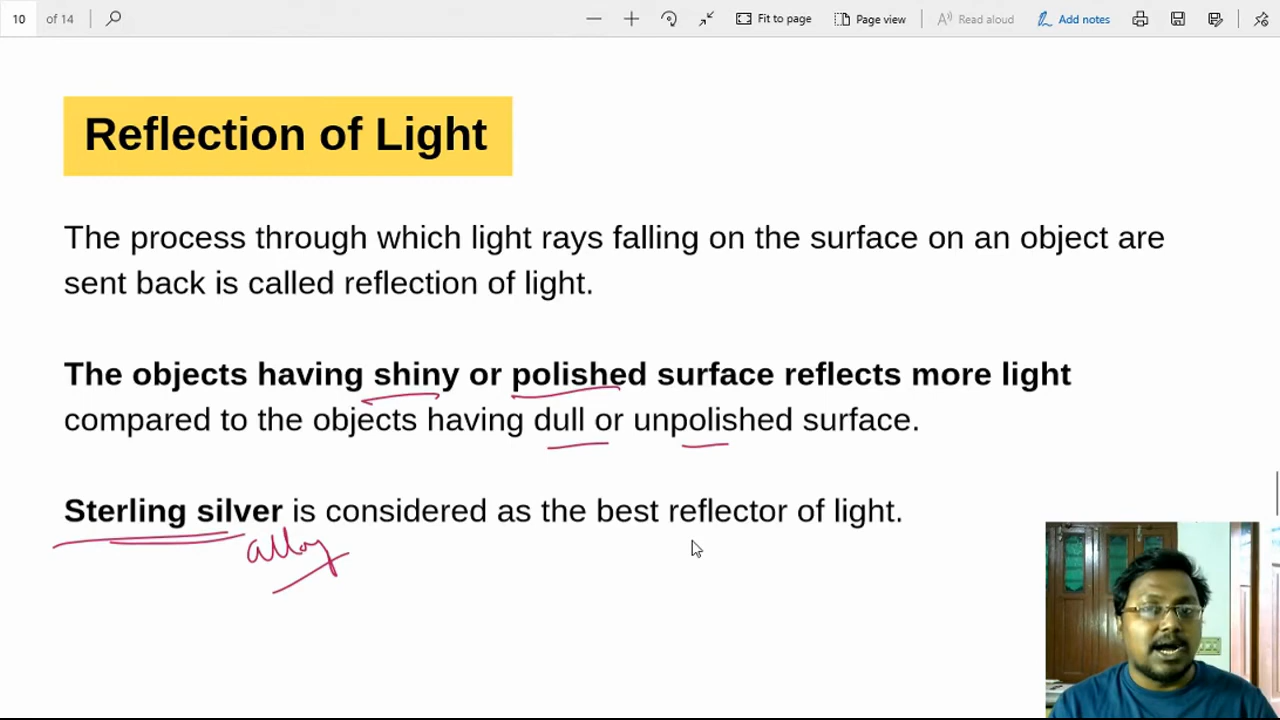 10 of 14 Fit to page Page view Read aloud Add notes
Reflection of Light
The process through which light rays falling on the surface on an object are
sent back is called reflection of light.
The objects having shiny or polished surface reflects more light
compared to the objects having dull or unpolished surface.
Sterling silver is considered as the best reflector of light.
alloy